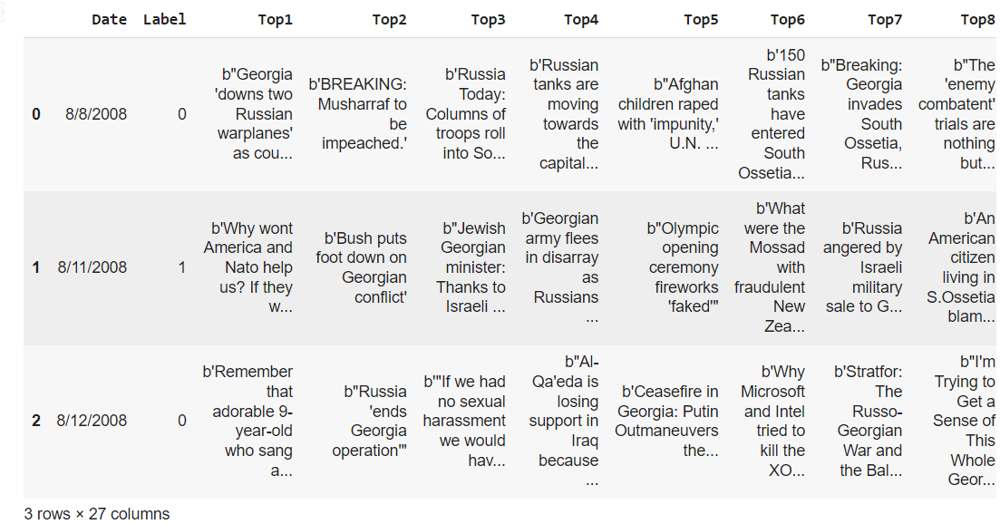 Date Label Top1 Top2 Top3 Top4 Top5 Top6 Top7 Top8
0 8/8/2008 0
b"Georgia
'downs two
Russian
warplanes'
as cou...
b'BREAKING:
Musharraf to
be
impeached.'
b'Russia
Today:
Columns of
troops roll
into So...
b'Russian
tanks are
moving
towards
the
capital...
b"Afghan
children raped
with 'impunity,'
U.N. ...
b'150
Russian
tanks
have
entered
South
Ossetia...
b"Breaking:
Georgia
invades
South
Ossetia,
Rus...
b"The
'enemy
combatent'
trials are
nothing
but...
1 8/11/2008 1
b'Why wont
America and
Nato help
us? If they
w...
b'Bush puts
foot down on
Georgian
conflict'
b"Jewish
Georgian
minister:
Thanks to
Israeli ...
b'Georgian
army flees
in disarray
as
Russians
...
b"Olympic
opening
ceremony
fireworks
'faked'"
b'What
were the
Mossad
with
fraudulent
New
Zea...
b'Russia
angered by
Israeli
military
sale to G...
b'An
American
citizen
living in
S.Ossetia
blam...
2 8/12/2008 0
b'Remember
that
adorable 9-
year-old
who sang
a...
b"Russia
'ends
Georgia
operation'"
b'"If we had
no sexual
harassment
we would
hav...
b"Al-
Qa'eda is
losing
support in
Iraq
because
...
b'Ceasefire in
Georgia: Putin
Outmaneuvers
the...
b'Why
Microsoft
and Intel
tried to
kill the
XO...
b'Stratfor:
The
Russo-
Georgian
War and
the Bal...
b"I'm
Trying to
Get a
Sense of
This
Whole
Geor...
3 rows × 27 columns